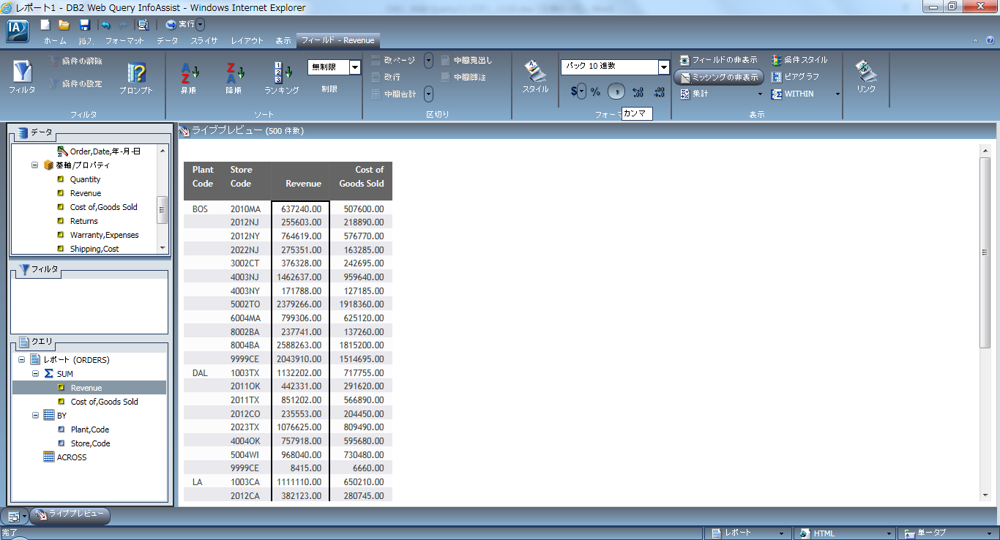 レポート1 - DB2 Web Query InfoAssist - Windows Internet Explorer
IA
実行
ホーム 挿入 フォーマット データ スライサ レイアウト 表示 フィールド - Revenue
フィルタ
条件の解除
条件の設定
プロンプト
フィルタ
昇順
降順
ランキング
無制限
制限
ソート
改ページ
改行
中間合計
中間見出し
中間脚注
区切り
スタイル
パック 10 進数
$ %
フォーマ
カンマ
フィールドの非表示
ミッシングの非表示
集計
条件スタイル
ビアグラフ
WITHIN
表示
リンク
データ
Order,Date,年-月-日
基軸/プロパティ
Quantity
Revenue
Cost of,Goods Sold
Returns
Warranty,Expenses
Shipping,Cost
フィルタ
クエリ
レポート (ORDERS)
SUM
Revenue
Cost of,Goods Sold
BY
Plant,Code
Store,Code
ACROSS
ライブプレビュー (500 件数)
Plant Code Store Code Revenue Cost of Goods Sold
BOS 2010MA 637240.00 507600.00
2012NJ 255603.00 218890.00
2012NY 764619.00 576770.00
2022NJ 275351.00 163285.00
3002CT 376328.00 242695.00
4003NJ 1462637.00 959640.00
4003NY 171788.00 127185.00
5002TO 2379266.00 1918360.00
6004MA 799306.00 625120.00
8002BA 237741.00 137260.00
8004BA 2588263.00 1815200.00
9999CE 2043910.00 1514695.00
DAL 1003TX 1132202.00 717755.00
2011OK 442331.00 291620.00
2011TX 851202.00 566890.00
2012CO 235553.00 204450.00
2023TX 1076625.00 809490.00
4004OK 757918.00 595680.00
5004WI 968040.00 730480.00
9999CE 8415.00 6660.00
LA 1003CA 1111110.00 650210.00
2012CA 382123.00 280745.00
ライブプレビュー
完了
レポート
HTML
単一タブ